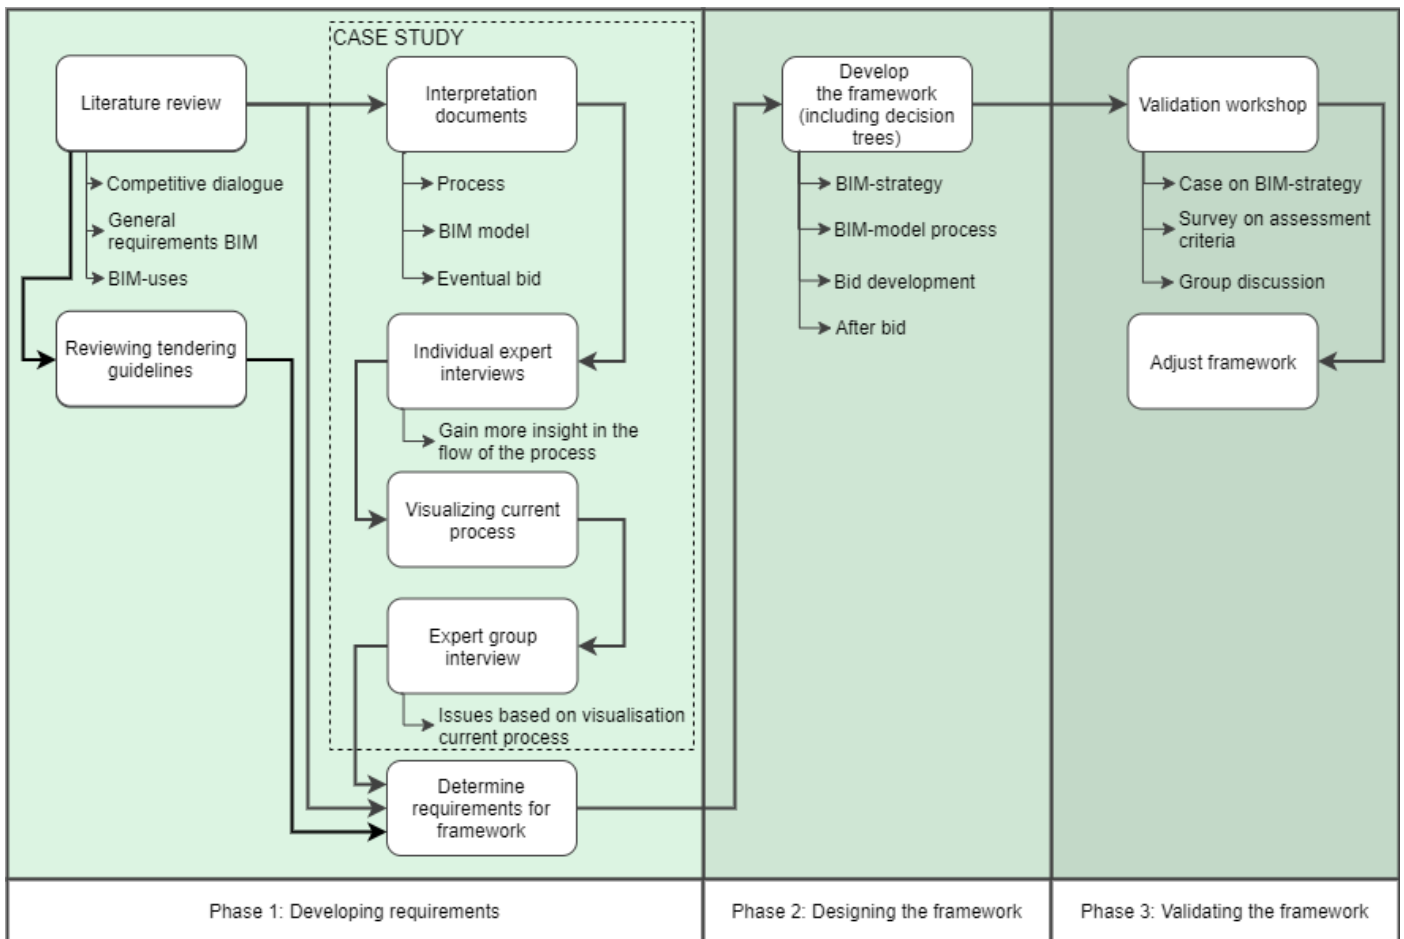 CASE STUDY
Literature review
Competitive dialogue
General
requirements BIM
BIM-uses
Reviewing tendering
guidelines
Interpretation
documents
Process
BIM model
Eventual bid
Individual expert
interviews
Gain more insight in the
flow of the process
Visualizing current
process
Expert group
interview
Issues based on visualisation
current process
Determine
requirements for
framework
Develop
the framework
(including decision
trees)
BIM-strategy
BIM-model process
Bid development
After bid
Validation workshop
Case on BIM-strategy
Survey on assessment
criteria
Group discussion
Adjust framework
Phase 1: Developing requirements
Phase 2: Designing the framework
Phase 3: Validating the framework